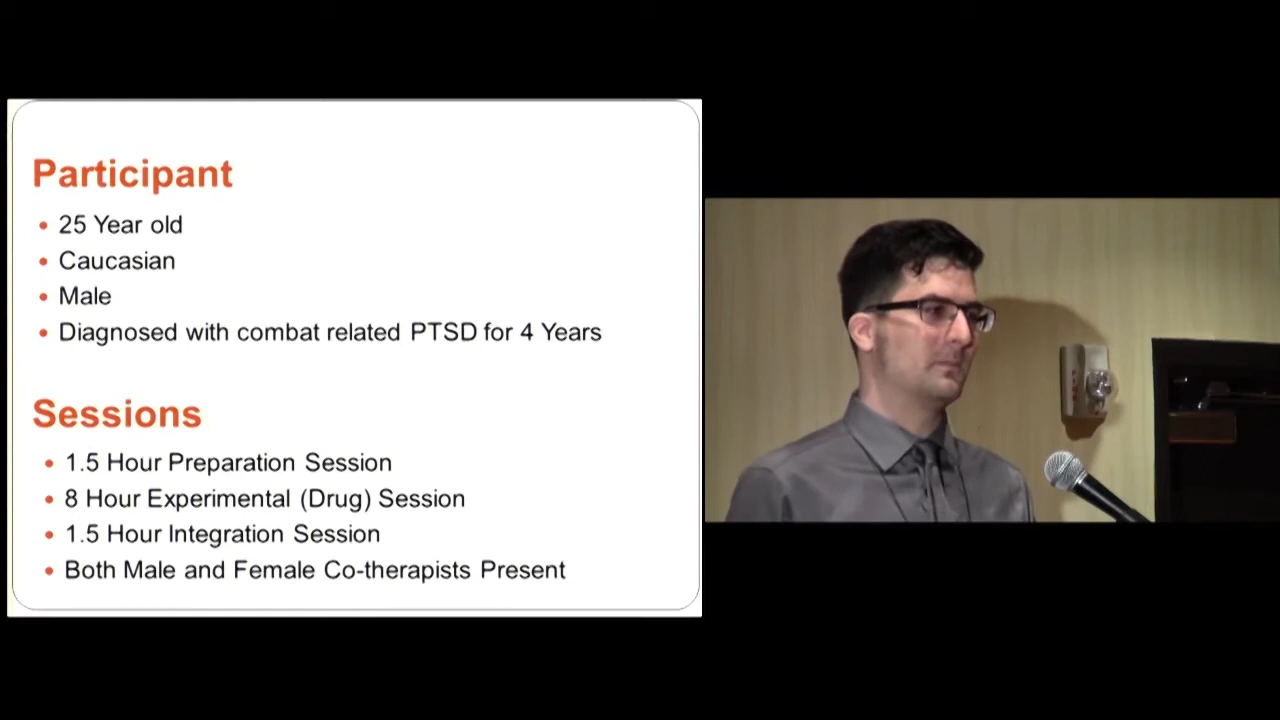 Participant
25 Year old
Caucasian
Male
Diagnosed with combat related PTSD for 4 Years
Sessions
1.5 Hour Preparation Session
8 Hour Experimental (Drug) Session
1.5 Hour Integration Session
Both Male and Female Co-therapists Present